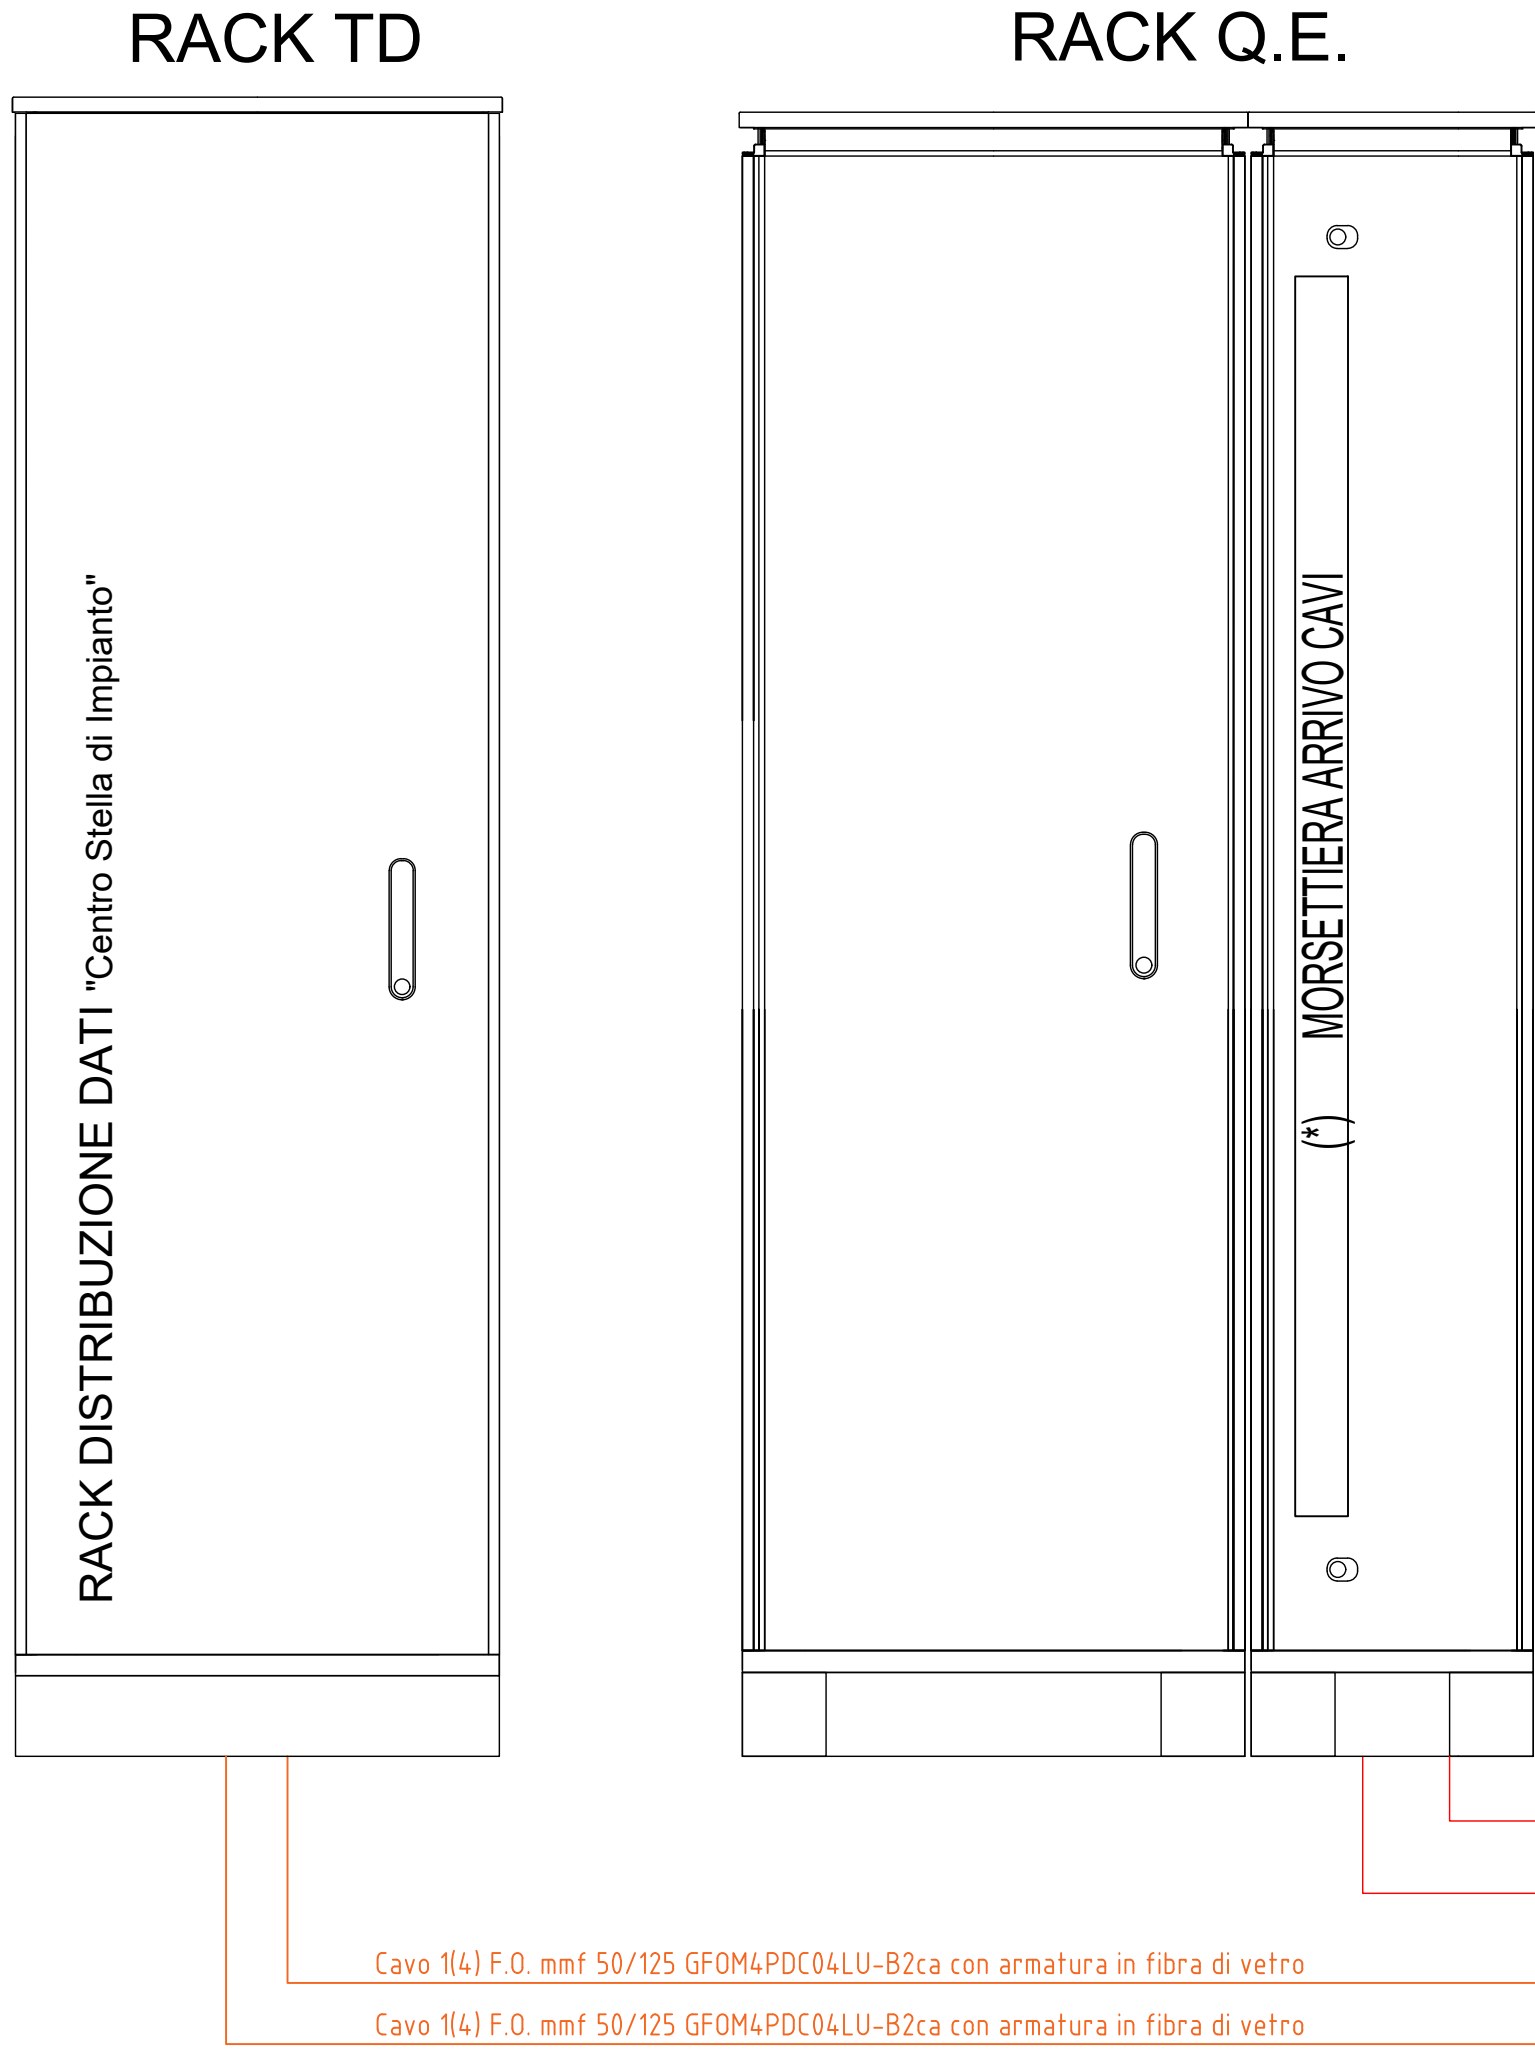 RACK TD
RACK Q.E.
RACK DISTRIBUZIONE DATI "Centro Stella di Impianto"
(*) MORSETTIERA ARRIVO CAVI
Cavo 1(4) F.O. mmf 50/125 GFOM4PDC04LU-B2ca con armatura in fibra di vetro
Cavo 1(4) F.O. mmf 50/125 GFOM4PDC04LU-B2ca con armatura in fibra di vetro